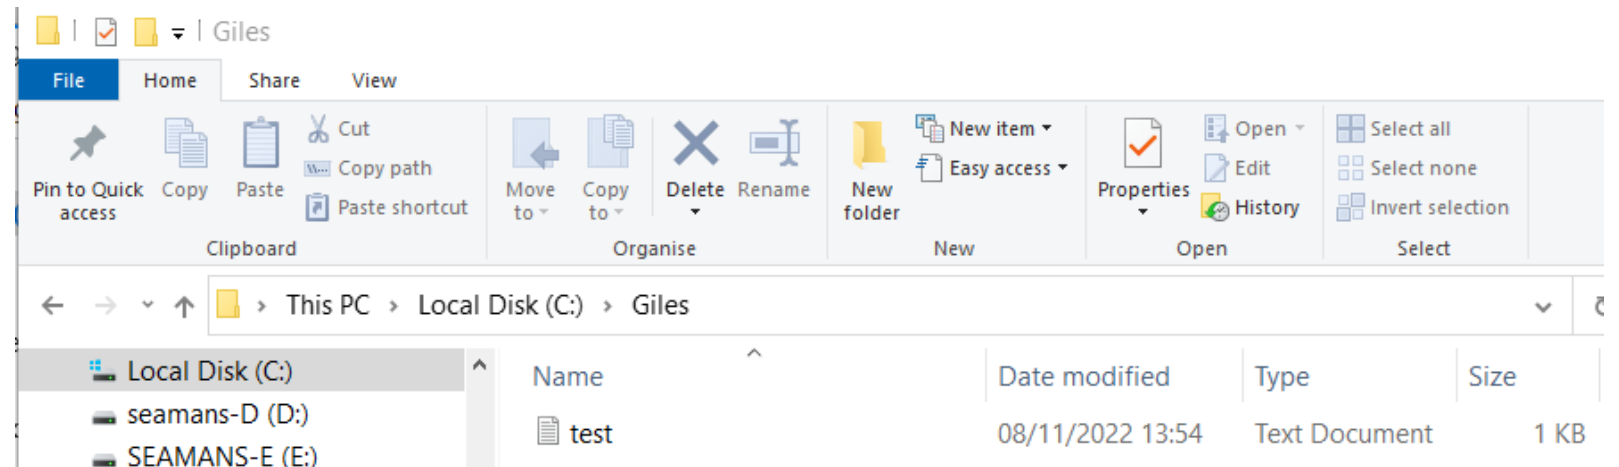 Giles
File Home Share View
Pin to Quick access
Copy
Paste
Cut
Copy path
Paste shortcut
Clipboard
Move to
Copy to
Delete
Rename
Organise
New folder
New item
Easy access
New
Properties
Open
Edit
History
Open
Select all
Select none
Invert selection
Select
This PC > Local Disk (C:) > Giles
Local Disk (C:)
seamans-D (D:)
SEAMANS-E (E:)
Name Date modified Type Size
test 08/11/2022 13:54 Text Document 1 KB